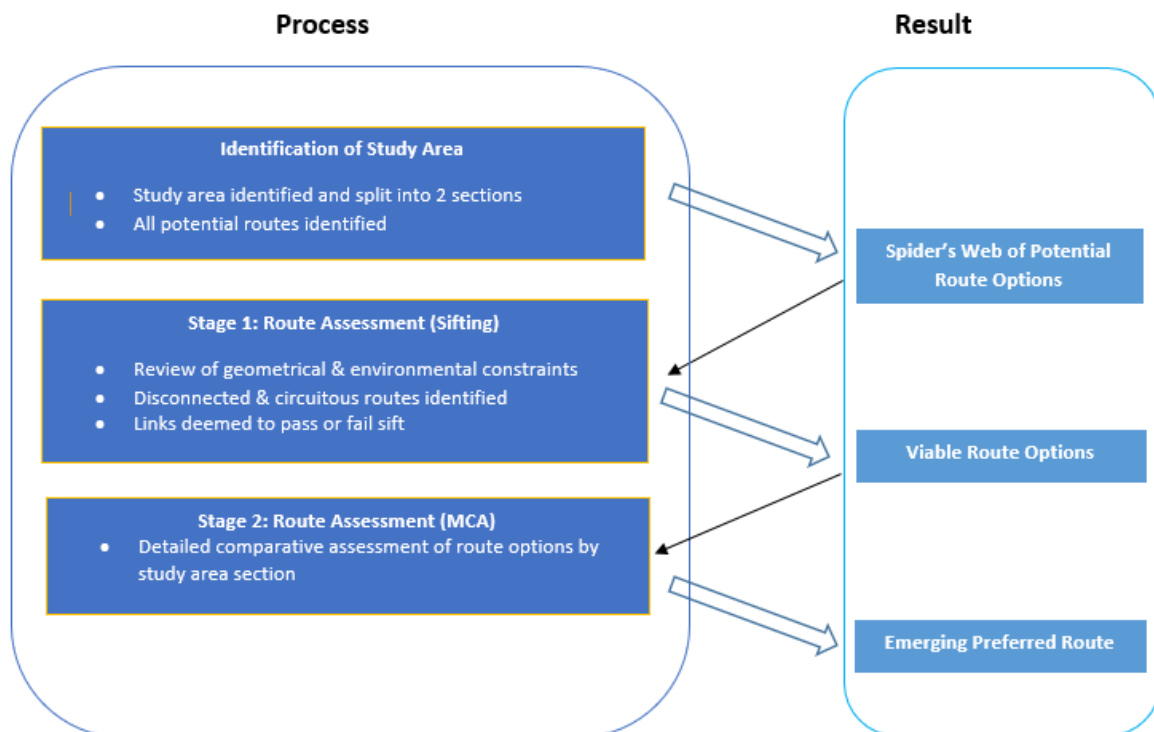 Process
Result
Identification of Study Area
• Study area identified and split into 2 sections
• All potential routes identified
Spider’s Web of Potential
Route Options
Stage 1: Route Assessment (Sifting)
• Review of geometrical & environmental constraints
• Disconnected & circuitous routes identified
• Links deemed to pass or fail sift
Viable Route Options
Stage 2: Route Assessment (MCA)
• Detailed comparative assessment of route options by
study area section
Emerging Preferred Route